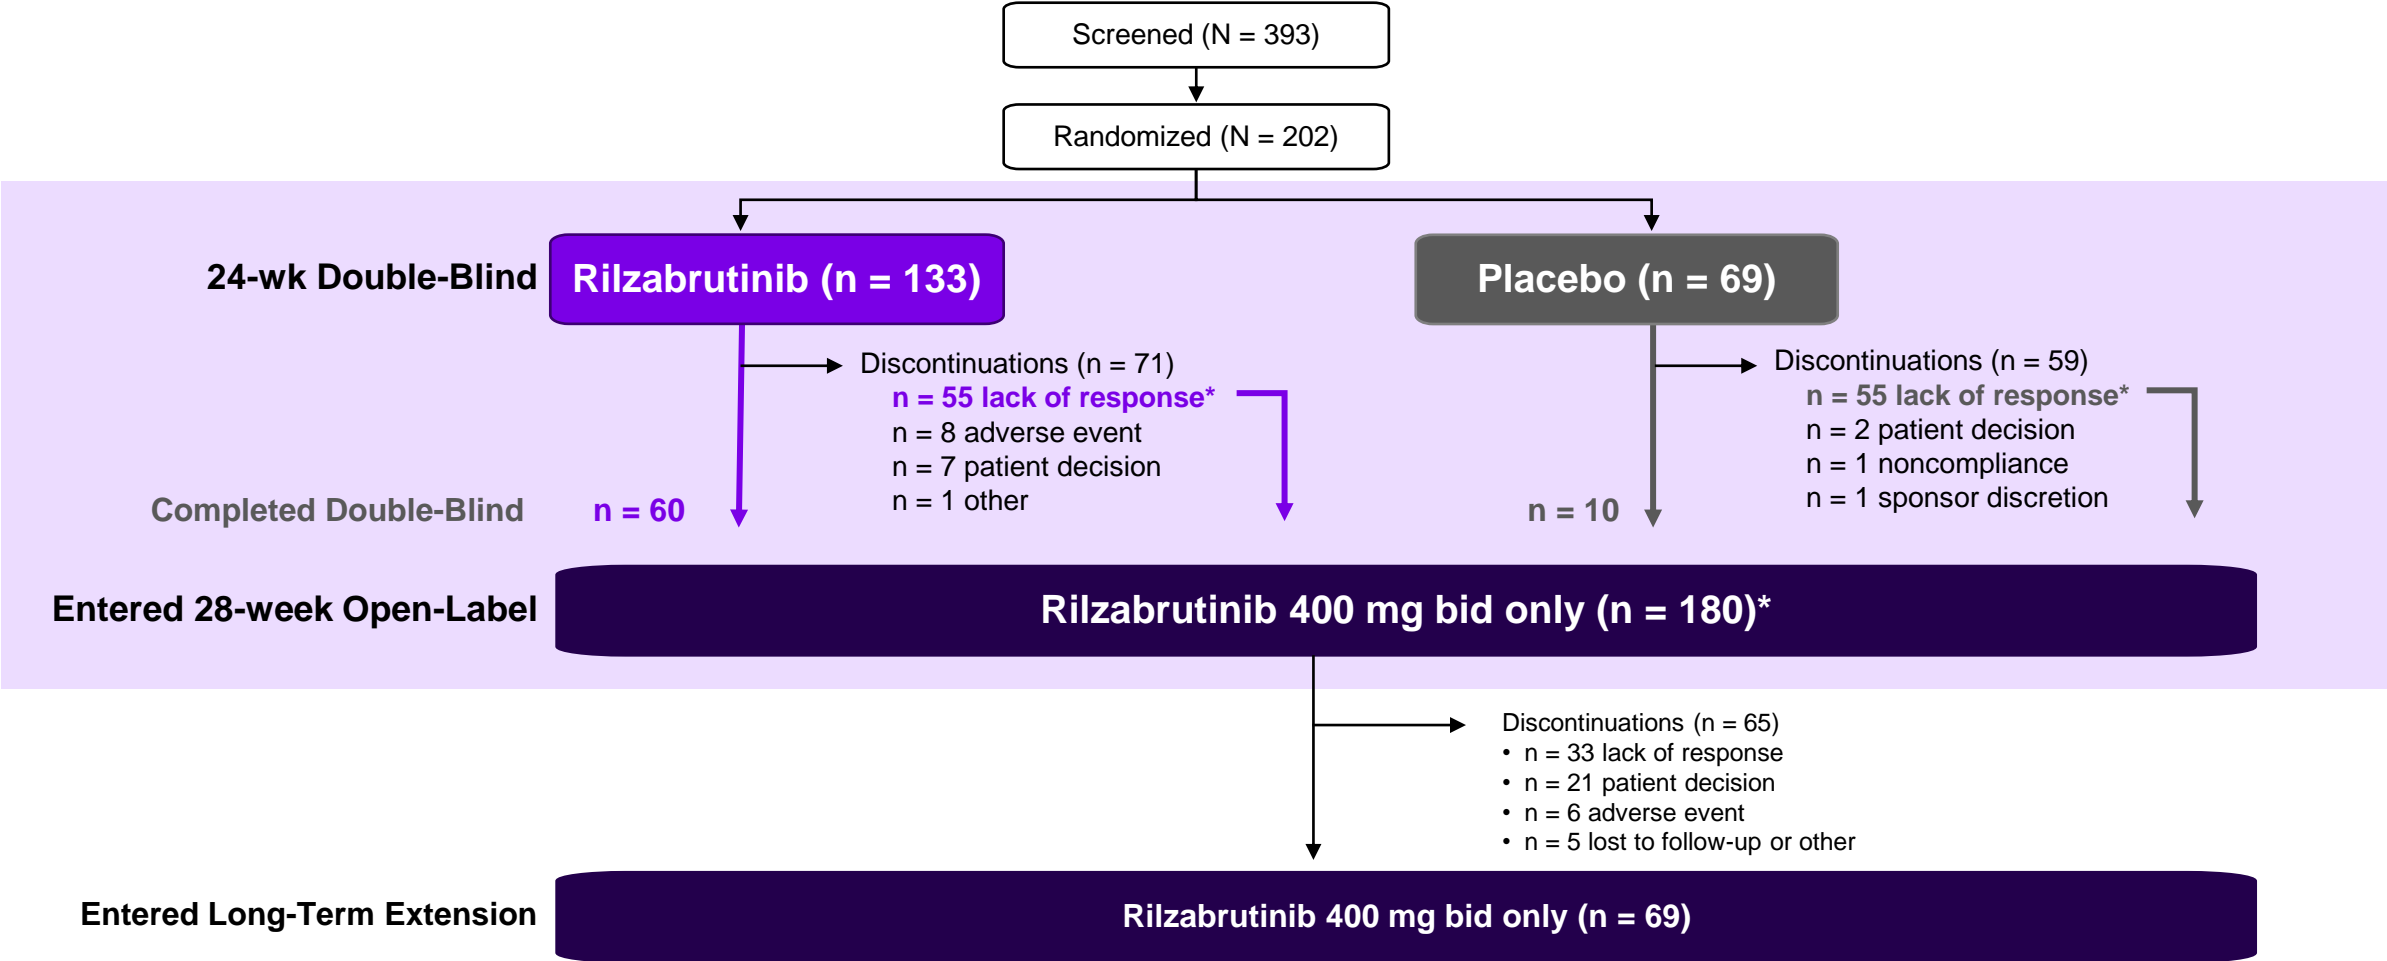 Screened (N = 393)
Randomized (N = 202)
24-wk Double-Blind
Rilzabrutinib (n = 133)
Placebo (n = 69)
Discontinuations (n = 71)
n = 55 lack of response*
n = 8 adverse event
n = 7 patient decision
n = 1 other
Discontinuations (n = 59)
n = 55 lack of response*
n = 2 patient decision
n = 1 noncompliance
n = 1 sponsor discretion
Completed Double-Blind
n = 60
n = 10
Entered 28-week Open-Label
Rilzabrutinib 400 mg bid only (n = 180)*
Discontinuations (n = 65)
• n = 33 lack of response
• n = 21 patient decision
• n = 6 adverse event
• n = 5 lost to follow-up or other
Entered Long-Term Extension
Rilzabrutinib 400 mg bid only (n = 69)